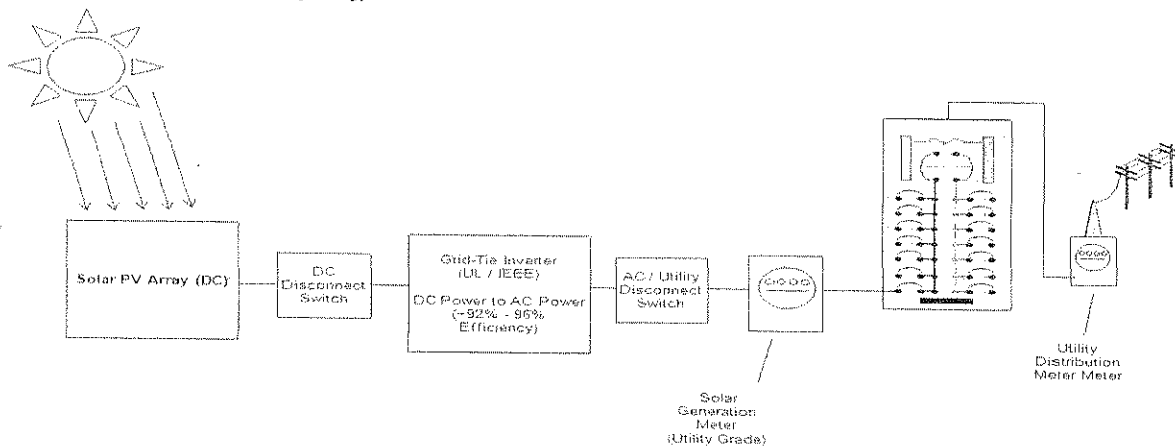 Solar PV Array (DC)
DC
Disconnect
Switch
Grid-Tie Inverter
(UL / IEEE)
DC Power to AC Power
(~92% - 96%
Efficiency)
AC / Utility
Disconnect
Switch
Solar
Generation
Meter
(Utility Grade)
Utility
Distribution
Meter Meter